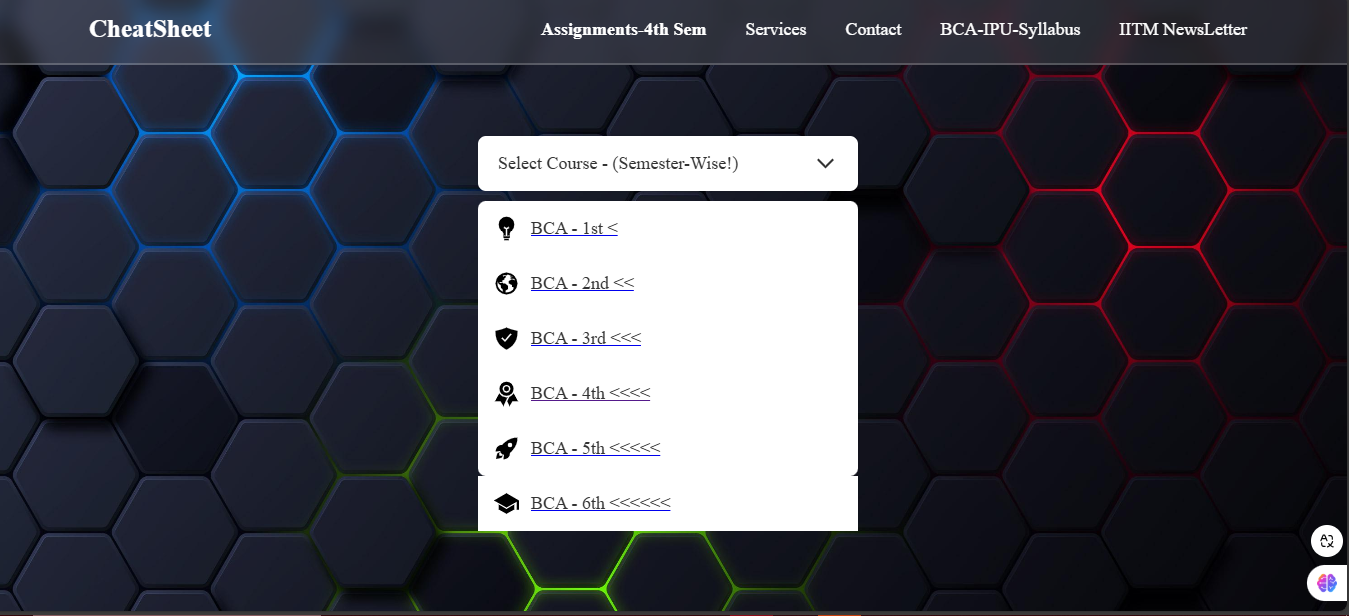 CheatSheet
Assignments-4th Sem
Services
Contact
BCA-IPU-Syllabus
IITM NewsLetter
Select Course - (Semester-Wise!)
BCA - 1st <
BCA - 2nd <<
BCA - 3rd <<<
BCA - 4th <<<<
BCA - 5th <<<<<
BCA - 6th <<<<<<